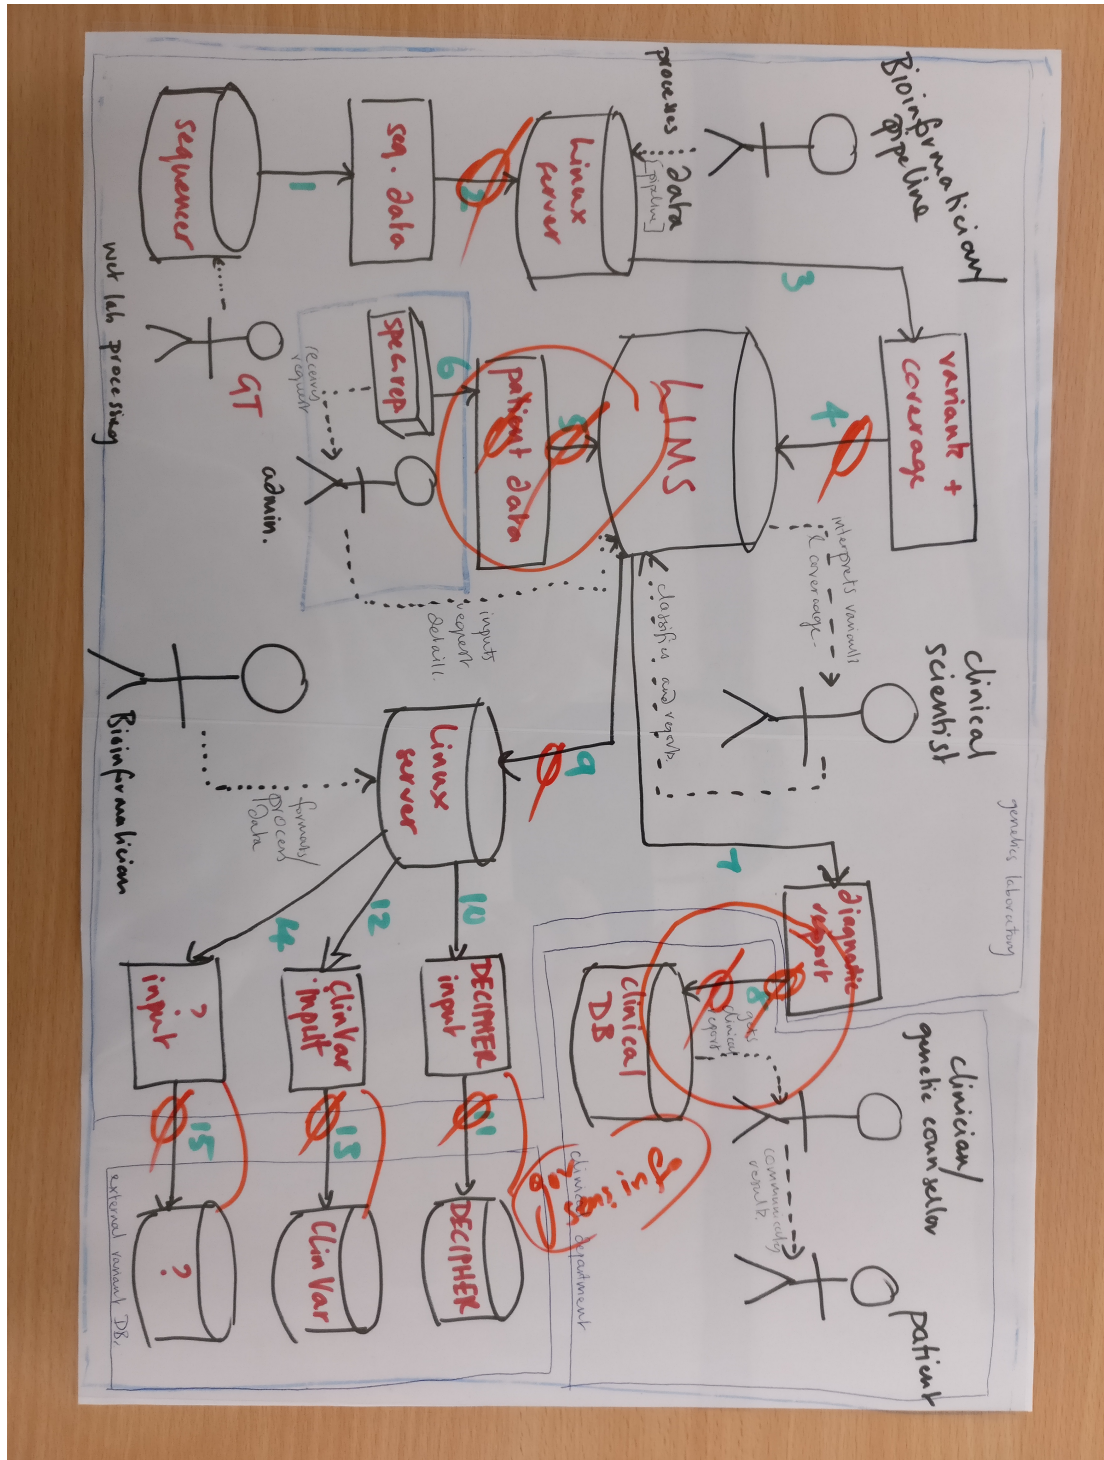 Bioinformatician/
pipeline
processes
data
[pipeline]
Linux
server
seq. data
sequencer
1
2
3
wet lab processing
GT
variant +
coverage
4
LIMS
5
patient data
6
spec.rep
receives
request
admin.
inputs
request
details.
interprets variants
& coverage.
clinical
scientist
classifies and reports.
genetics laboratory
7
diagnostic
report
8
gets
clinical
report
clinical
DB
clinician/
genetic counsellor
communicates
results.
patient
clinical department
9
Linux
server
formats/
process
data
Bioinformatician
10
DECIPHER
input
11
DECIPHER
12
ClinVar
input
13
ClinVar
?
input
15
?
external variant DBs